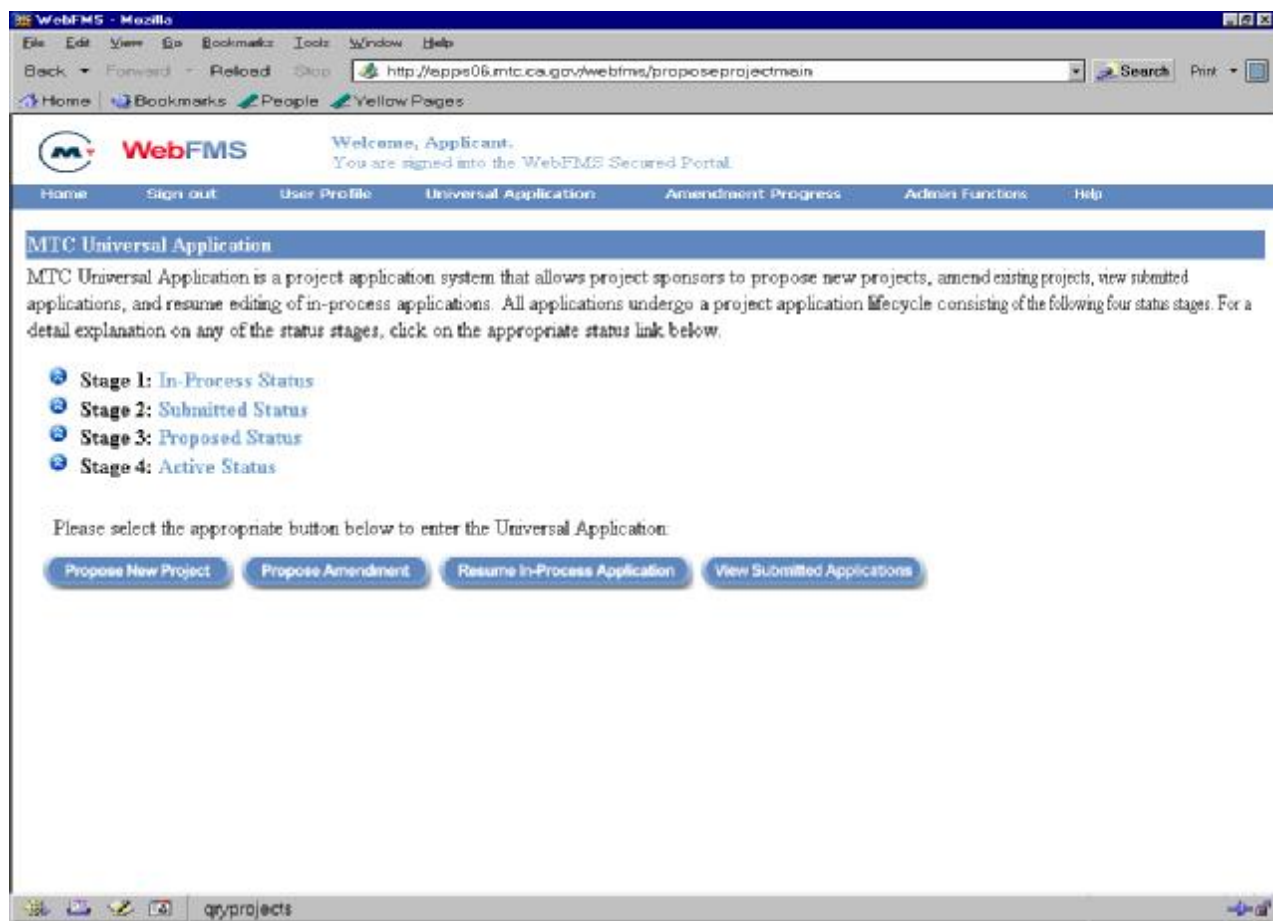 WebFMS - Mozilla
File Edit View Go Bookmarks Tools Window Help
Back Forward Reload Stop http://apps06.mtc.ca.gov/webfms/proposeprojectmain Search Print
Home Bookmarks People Yellow Pages
WebFMS
Welcome, Applicant.
You are signed into the WebFMS Secured Portal.
Home Sign out User Profile Universal Application Amendment Progress Admin Functions Help
MTC Universal Application
MTC Universal Application is a project application system that allows project sponsors to propose new projects, amend existing projects, view submitted
applications, and resume editing of in-process applications. All applications undergo a project application lifecycle consisting of the following four status stages. For a
detail explanation on any of the status stages, click on the appropriate status link below.
Stage 1: In-Process Status
Stage 2: Submitted Status
Stage 3: Proposed Status
Stage 4: Active Status
Please select the appropriate button below to enter the Universal Application:
Propose New Project Propose Amendment Resume In-Process Application View Submitted Applications
qryprojects